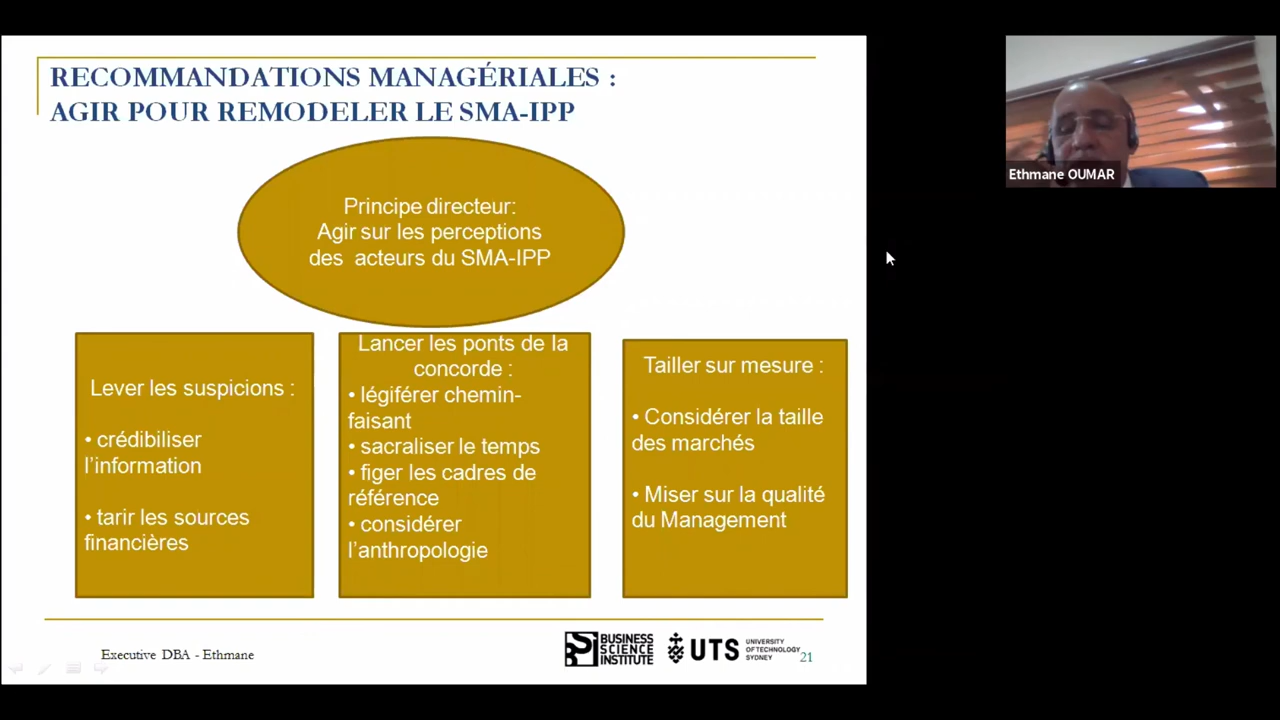 RECOMMANDATIONS MANAGÉRIALES :
AGIR POUR REMODELER LE SMA-IPP
Principe directeur:
Agir sur les perceptions
des acteurs du SMA-IPP
Lever les suspicions :
• crédibiliser
l’information
• tarir les sources
financières
Lancer les ponts de la
concorde :
• légiférer chemin-
faisant
• sacraliser le temps
• figer les cadres de
référence
• considérer
l’anthropologie
Tailler sur mesure :
• Considérer la taille
des marchés
• Miser sur la qualité
du Management
Executive DBA - Ethmane
BUSINESS
SCIENCE
INSTITUTE
UTS
UNIVERSITY
OF TECHNOLOGY
SYDNEY
21
Ethmane OUMAR